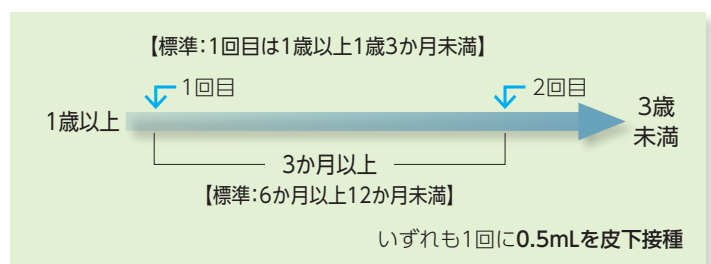 【標準:1回目は1歳以上1歳3か月未満】
1回目
2回目
1歳以上
3歳
未満
3か月以上
【標準:6か月以上12か月未満】
いずれも1回に0.5mLを皮下接種